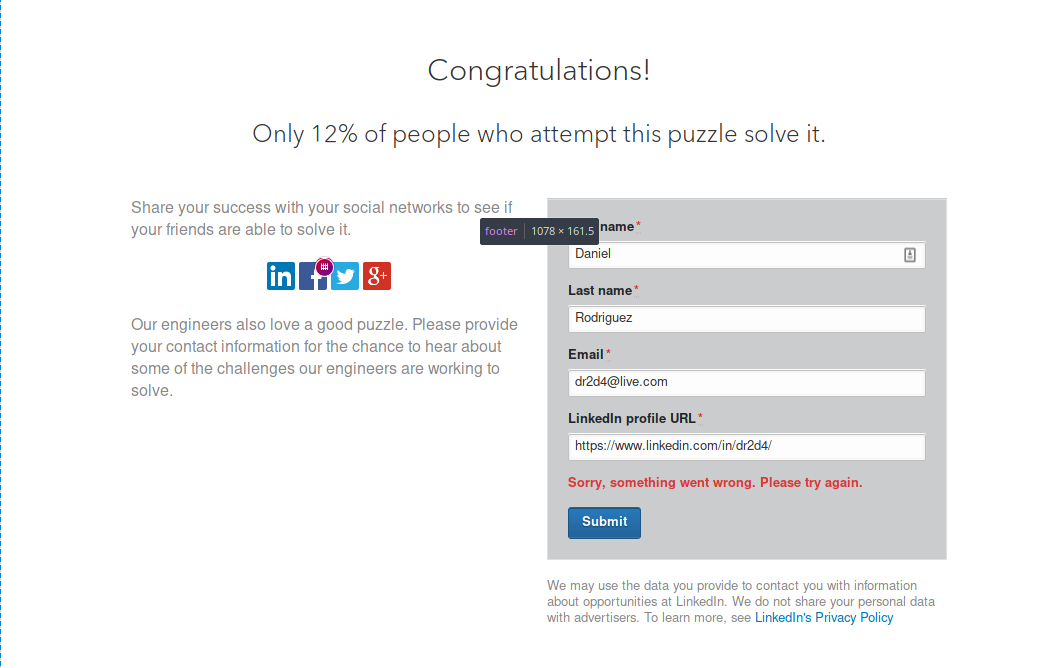 Congratulations!
Only 12% of people who attempt this puzzle solve it.
Share your success with your social networks to see if
your friends are able to solve it.
in f g+
Our engineers also love a good puzzle. Please provide
your contact information for the chance to hear about
some of the challenges our engineers are working to
solve.
footer 1078 × 161.5
name*
Daniel
Last name*
Rodriguez
Email*
dr2d4@live.com
LinkedIn profile URL*
https://www.linkedin.com/in/dr2d4/
Sorry, something went wrong. Please try again.
Submit
We may use the data you provide to contact you with information
about opportunities at LinkedIn. We do not share your personal data
with advertisers. To learn more, see LinkedIn's Privacy Policy